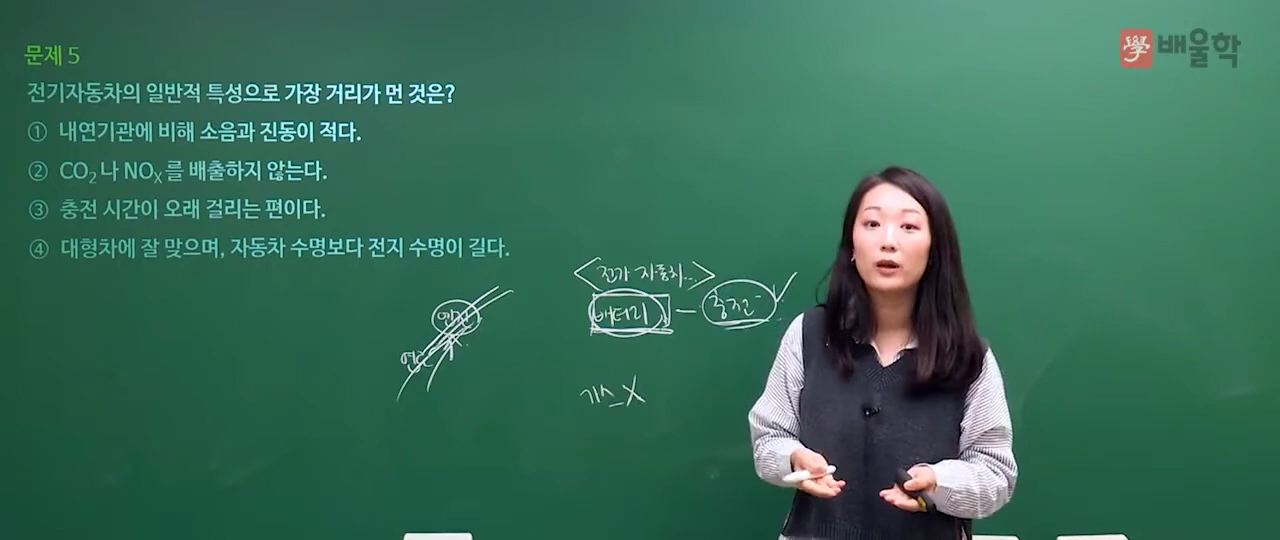 學 배울학
문제 5
전기자동차의 일반적 특성으로 가장 거리가 먼 것은?
① 내연기관에 비해 소음과 진동이 적다.
② CO₂나 NOₓ를 배출하지 않는다.
③ 충전 시간이 오래 걸리는 편이다.
④ 대형차에 잘 맞으며, 자동차 수명보다 전지 수명이 길다.
<전기 자동차...>
배터리 - 충전
가스 X